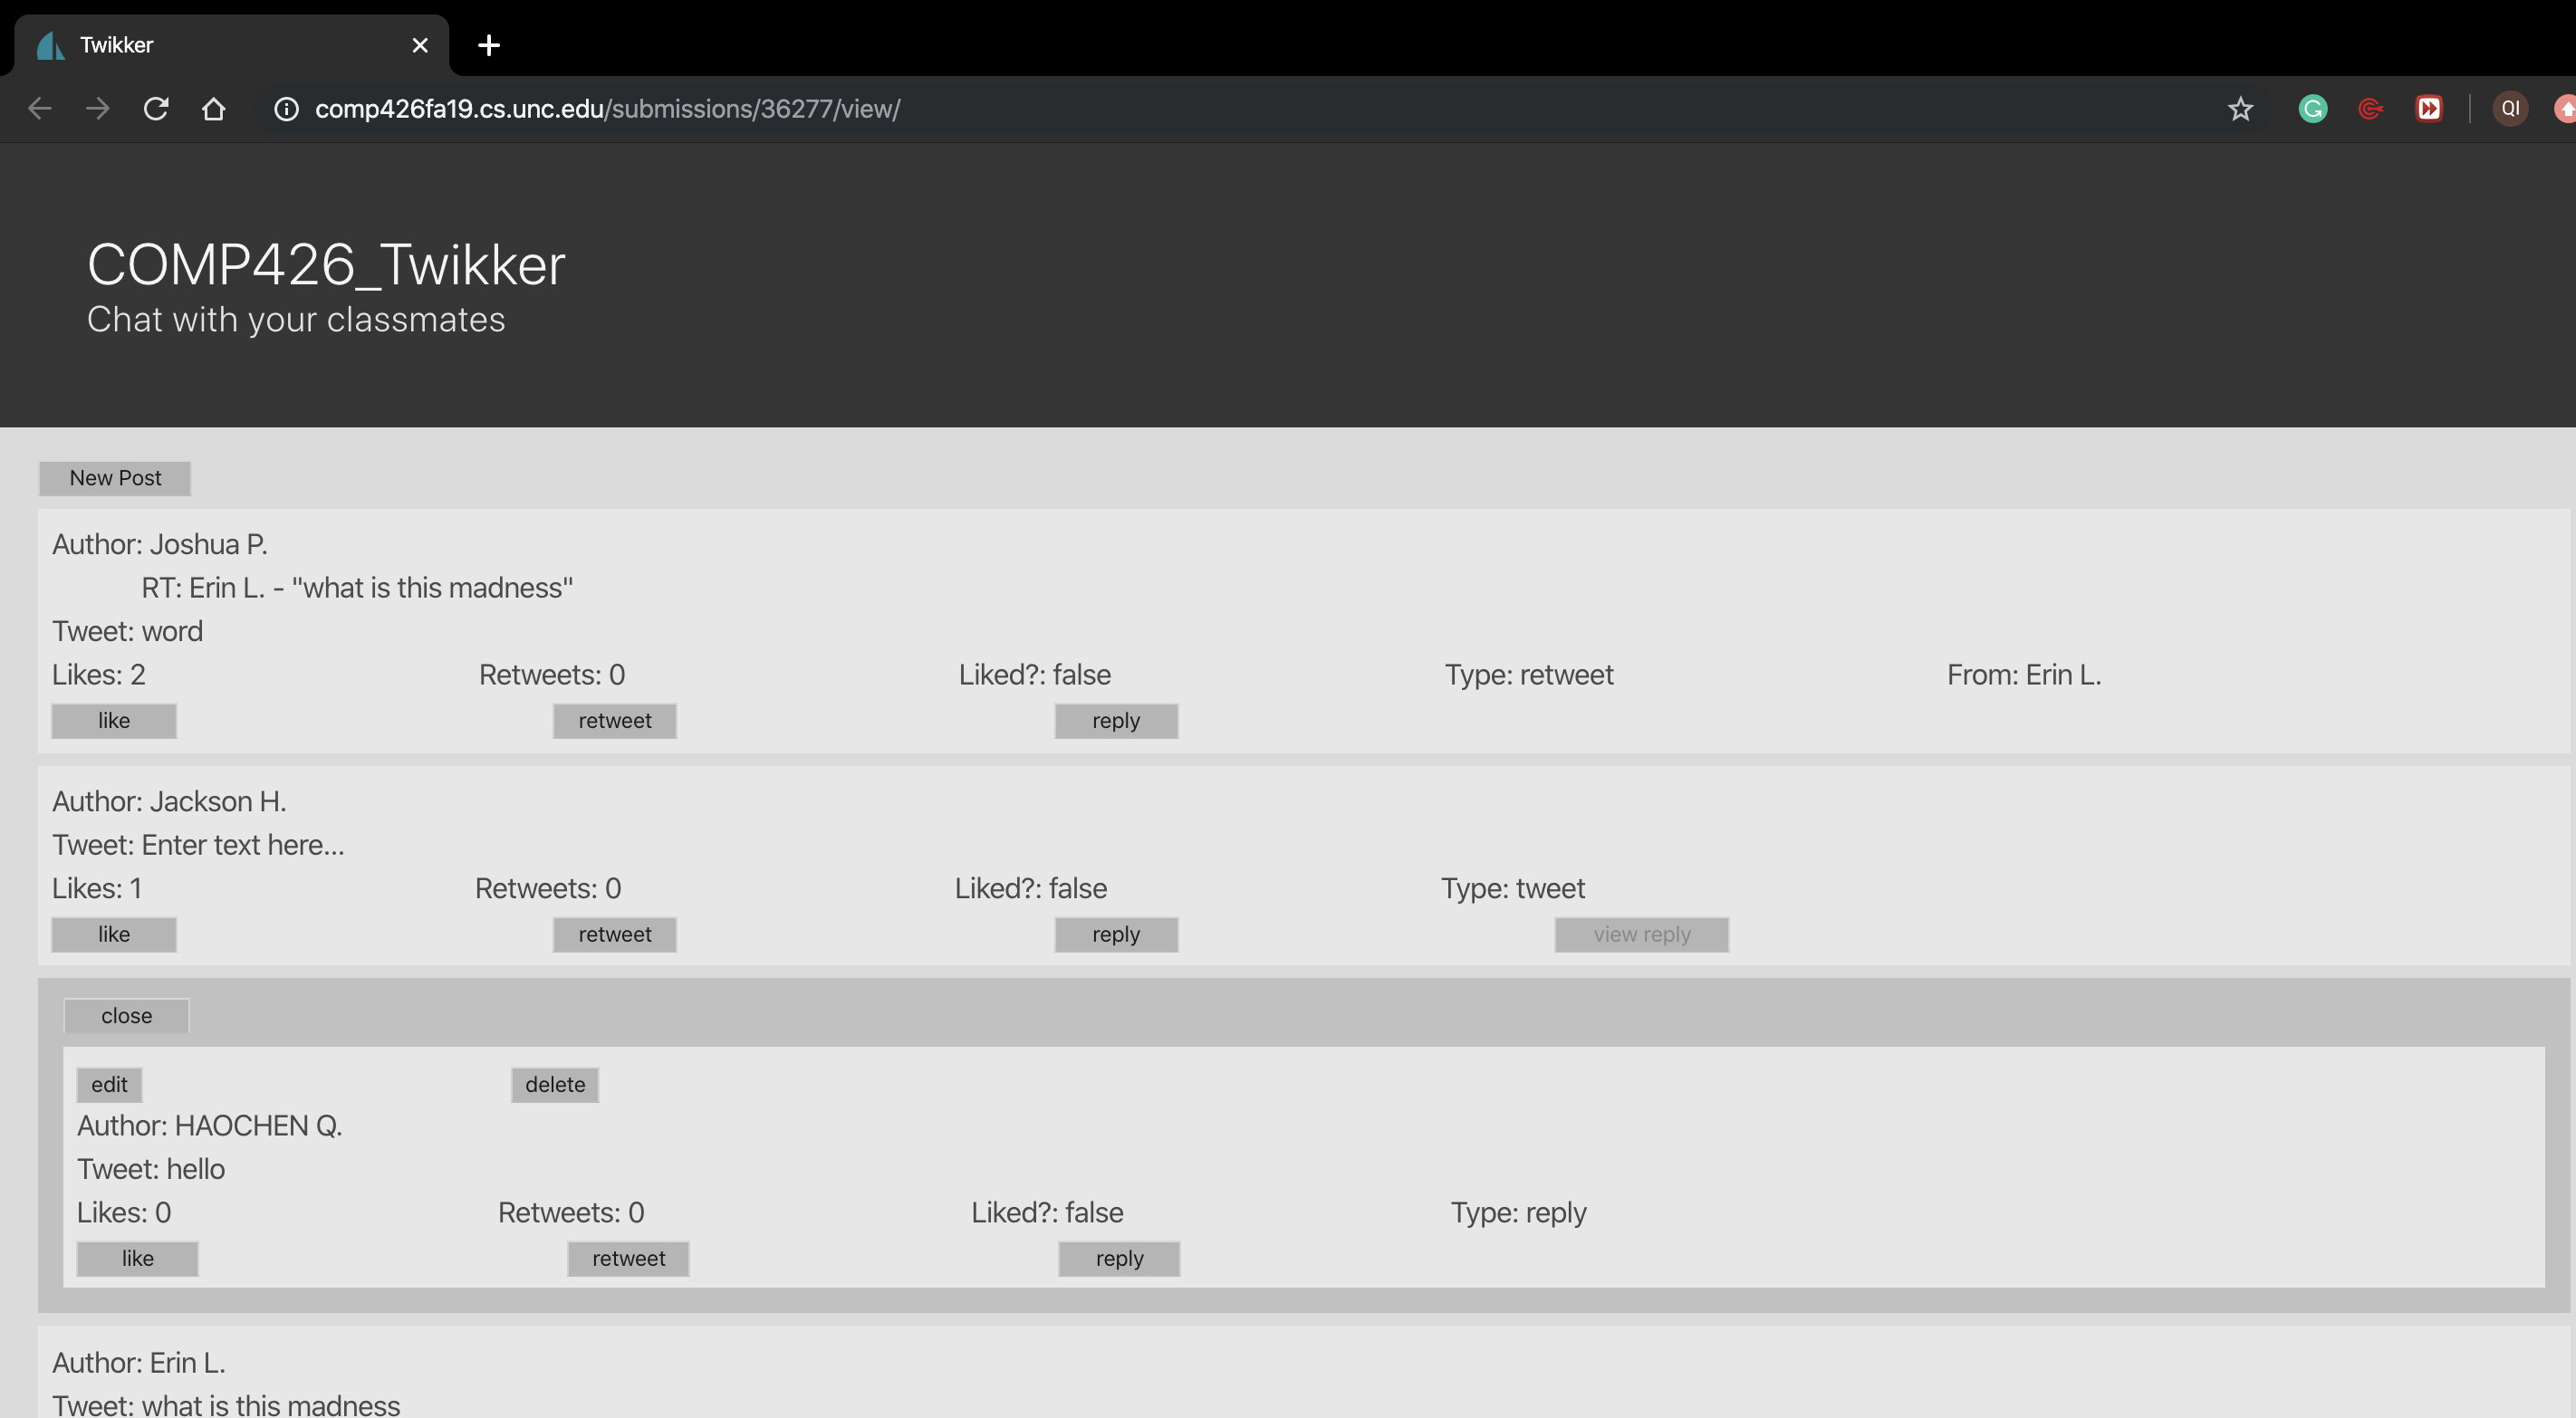 Twikker
comp426fa19.cs.unc.edu/submissions/36277/view/
QI
COMP426_Twikker
Chat with your classmates
New Post
Author: Joshua P.
RT: Erin L. - "what is this madness"
Tweet: word
Likes: 2 Retweets: 0 Liked?: false Type: retweet From: Erin L.
like retweet reply
Author: Jackson H.
Tweet: Enter text here...
Likes: 1 Retweets: 0 Liked?: false Type: tweet
like retweet reply view reply
close
edit delete
Author: HAOCHEN Q.
Tweet: hello
Likes: 0 Retweets: 0 Liked?: false Type: reply
like retweet reply
Author: Erin L.
Tweet: what is this madness